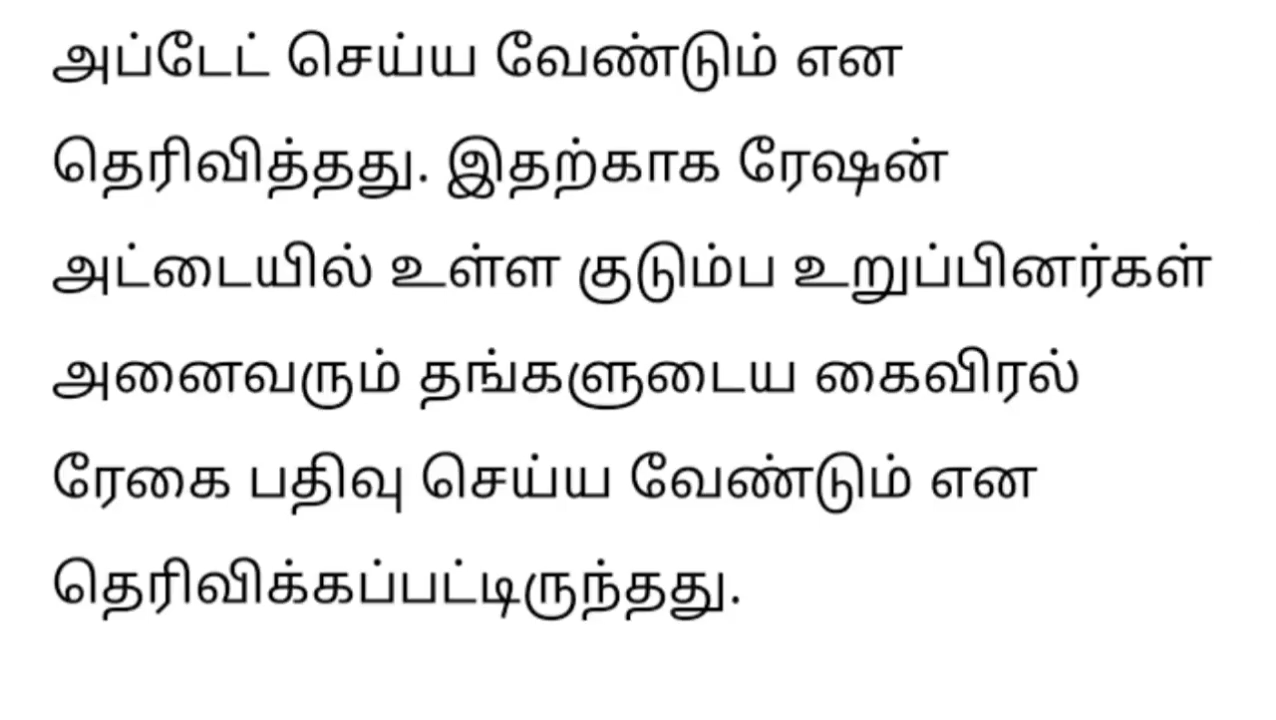 அப்டேட் செய்ய வேண்டும் என
தெரிவித்தது. இதற்காக ரேஷன்
அட்டையில் உள்ள குடும்ப உறுப்பினர்கள்
அனைவரும் தங்களுடைய கைவிரல்
ரேகை பதிவு செய்ய வேண்டும் என
தெரிவிக்கப்பட்டிருந்தது.